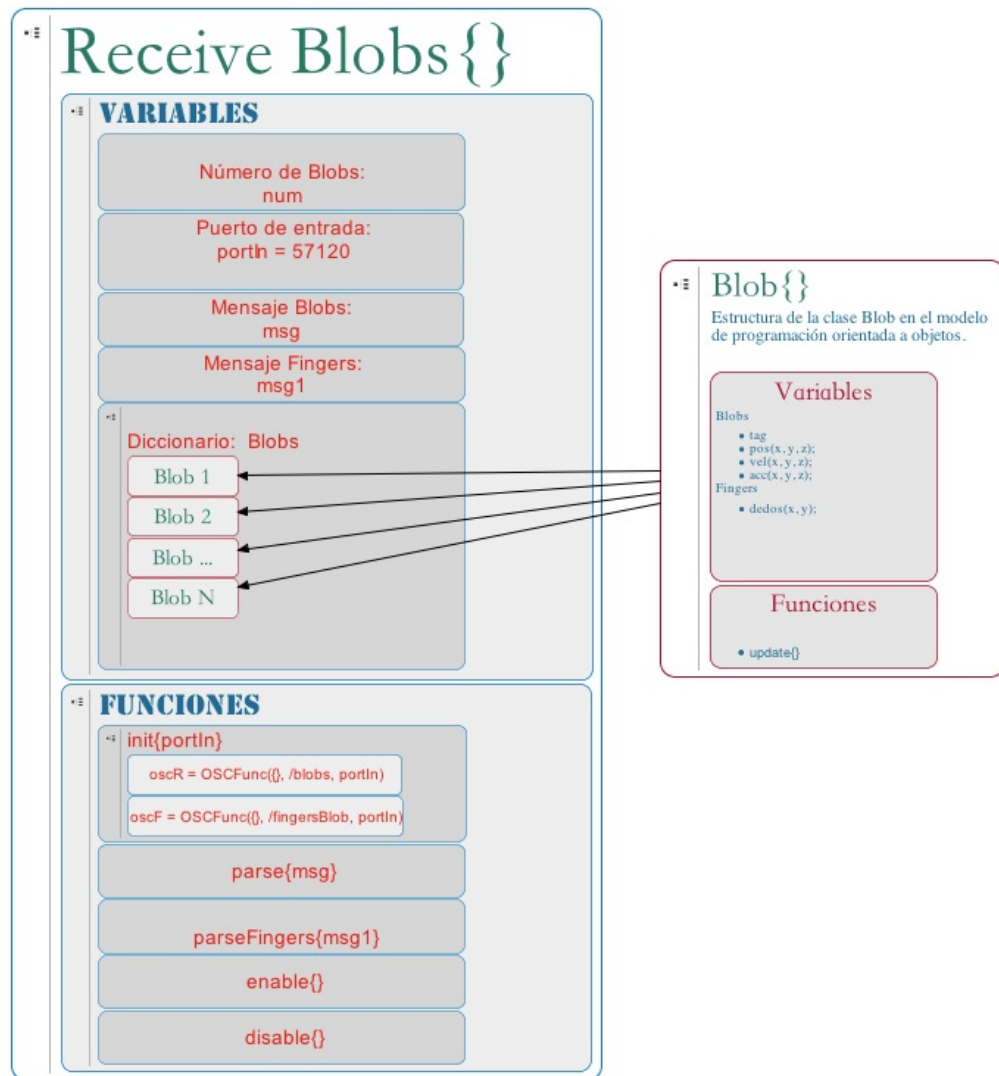 Receive Blobs{}
VARIABLES
Número de Blobs:
num
Puerto de entrada:
portIn = 57120
Mensaje Blobs:
msg
Mensaje Fingers:
msg1
Diccionario: Blobs
Blob 1
Blob 2
Blob ...
Blob N
FUNCIONES
init{portIn}
oscR = OSCFunc({}, /blobs, portIn)
oscF = OSCFunc({}, /fingersBlob, portIn)
parse{msg}
parseFingers{msg1}
enable{}
disable{}
Blob{}
Estructura de la clase Blob en el modelo
de programación orientada a objetos.
Variables
Blobs
• tag
• pos(x,y,z);
• vel(x,y,z);
• acc(x,y,z);
Fingers
• dedos(x,y);
Funciones
• update{}